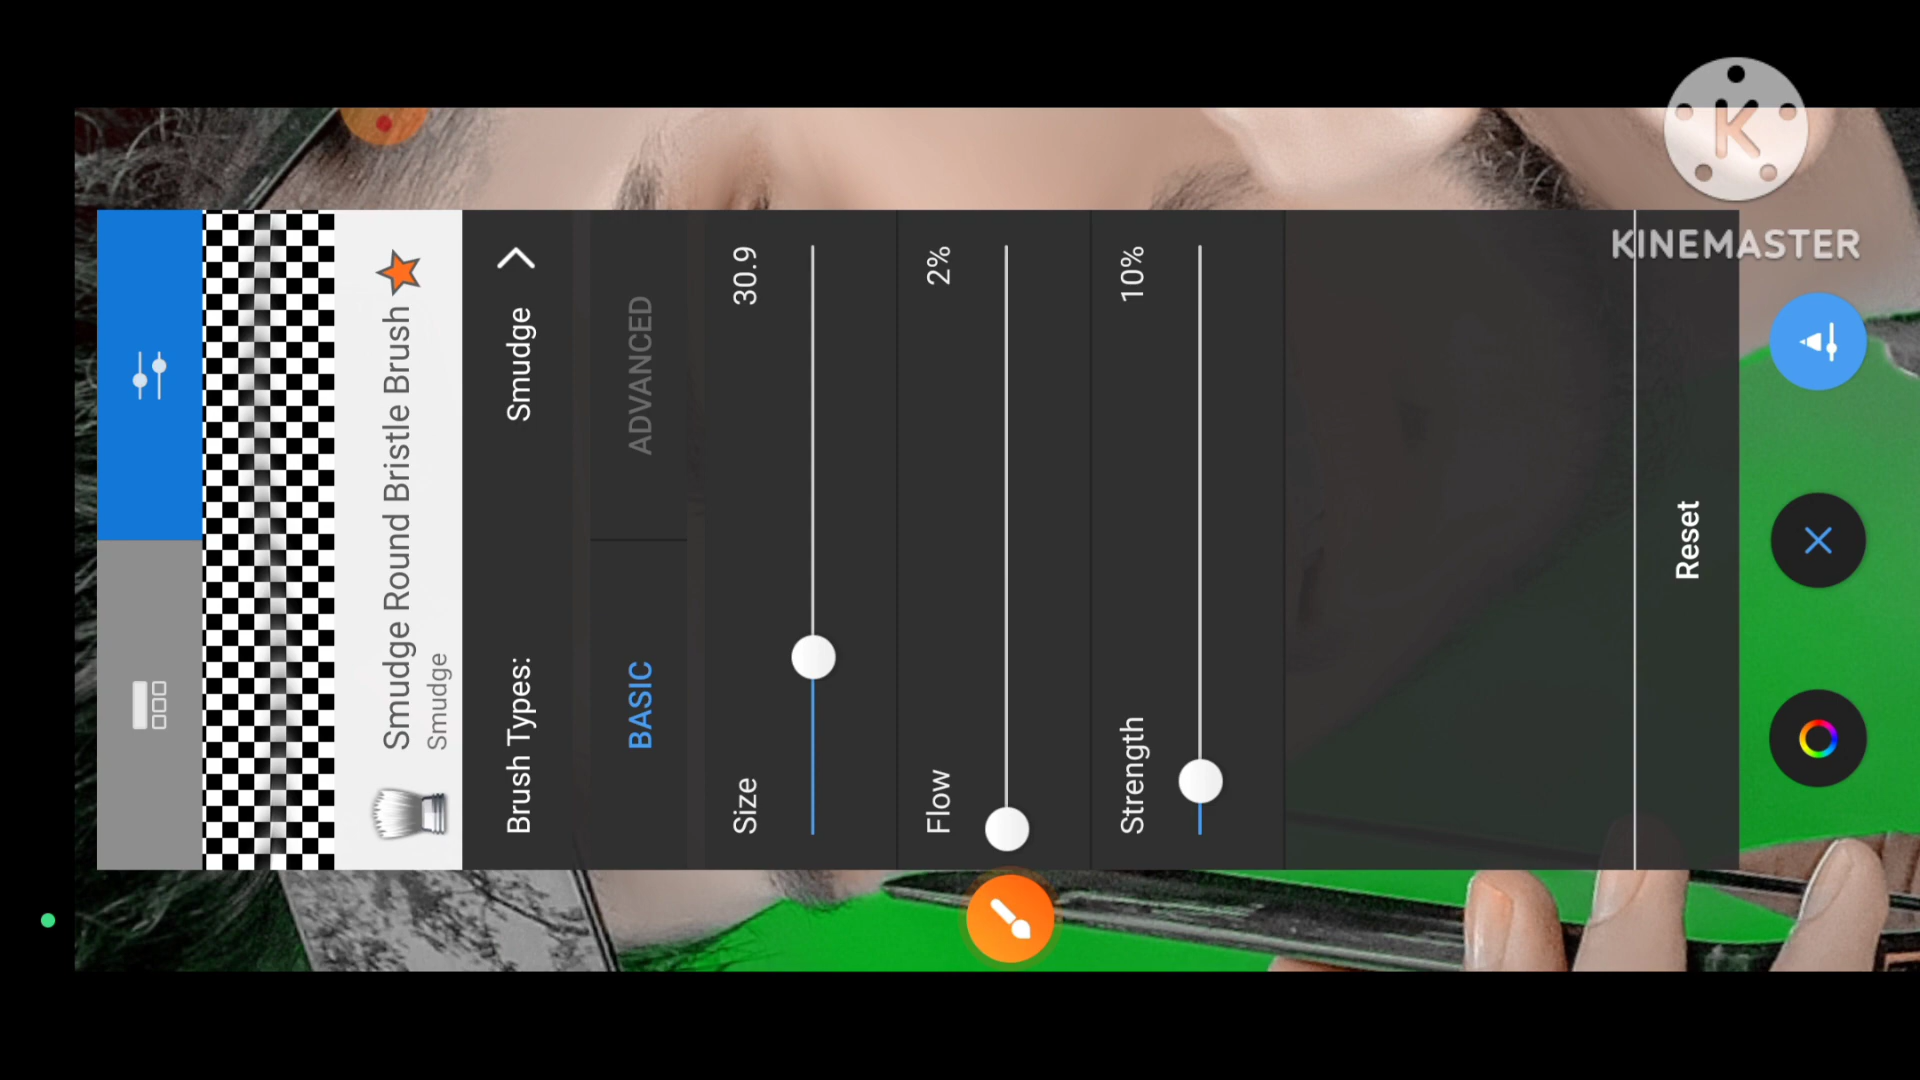 K
KINEMASTER
Smudge Round Bristle Brush
Smudge
Brush Types: Smudge
BASIC ADVANCED
Size 30.9
Flow 2%
Strength 10%
Reset